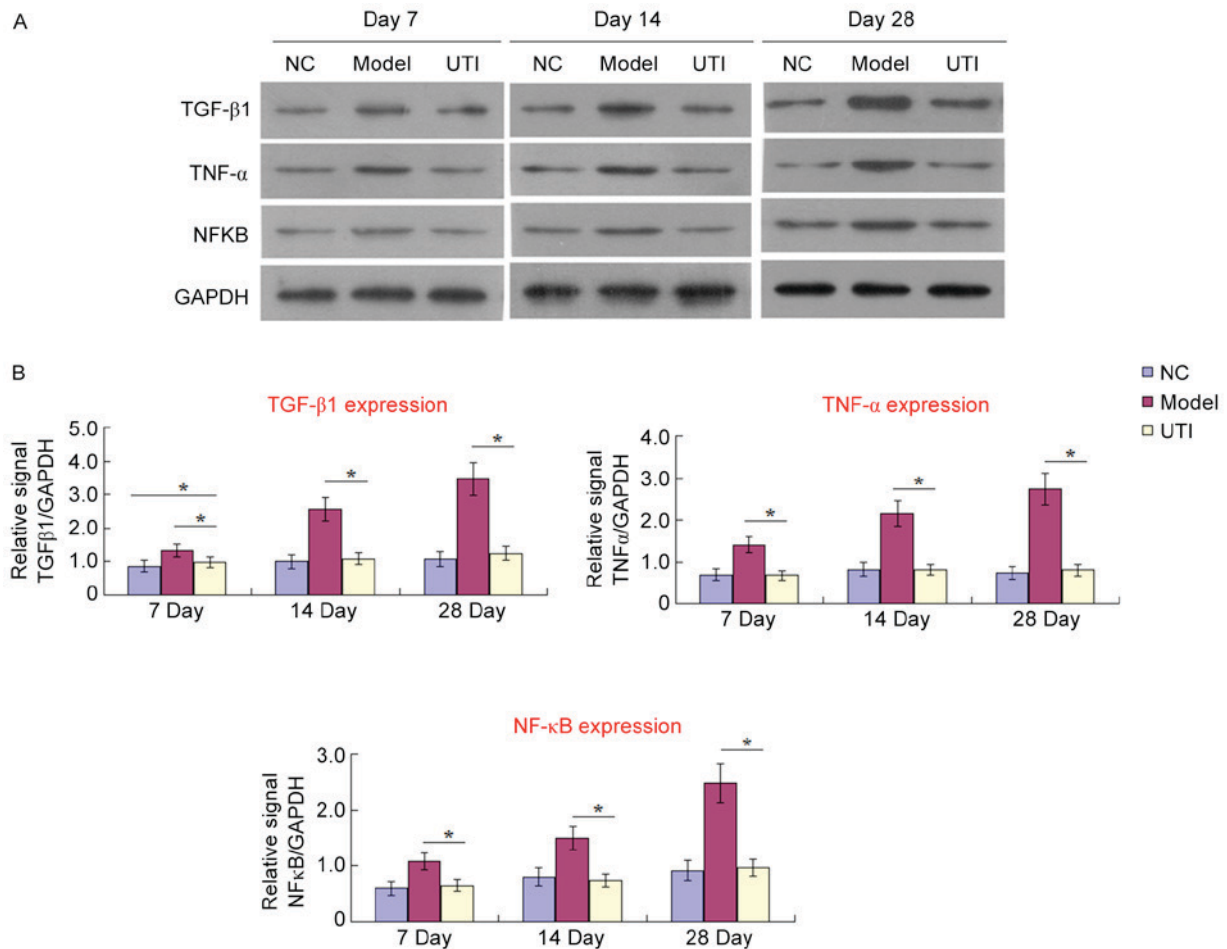 A
Day 7 Day 14 Day 28
NC Model UTI NC Model UTI NC Model UTI
TGF-β1
TNF-α
NFKB
GAPDH
B
NC
Model
UTI
TGF-β1 expression
Relative signal
TGFβ1/GAPDH
5.0
4.0
3.0
2.0
1.0
0
* * * *
7 Day 14 Day 28 Day
TNF-α expression
Relative signal
TNFα/GAPDH
4.0
3.0
2.0
1.0
0
* * *
7 Day 14 Day 28 Day
NF-κB expression
Relative signal
NFκB/GAPDH
3.0
2.0
1.0
0.0
* * *
7 Day 14 Day 28 Day